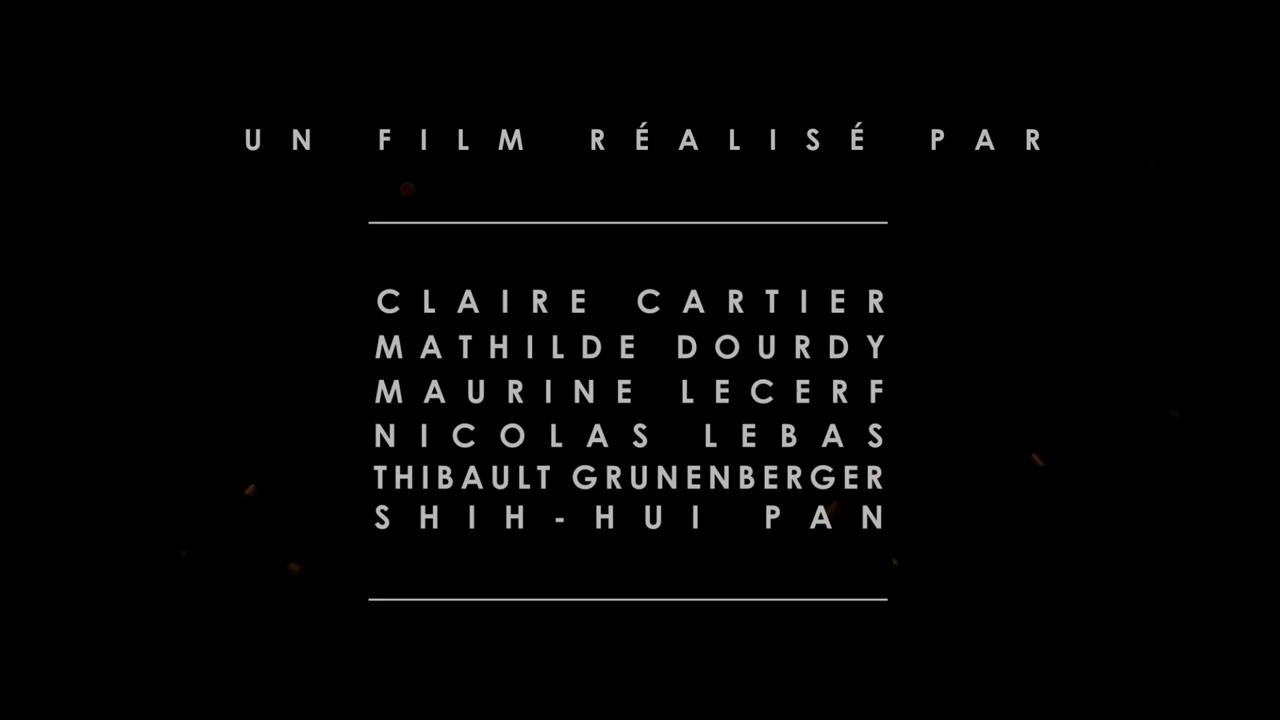 UN FILM RÉALISÉ PAR
CLAIRE CARTIER
MATHILDE DOURDY
MAURINE LECERF
NICOLAS LEBAS
THIBAULT GRUNENBERGER
SHIH-HUI PAN